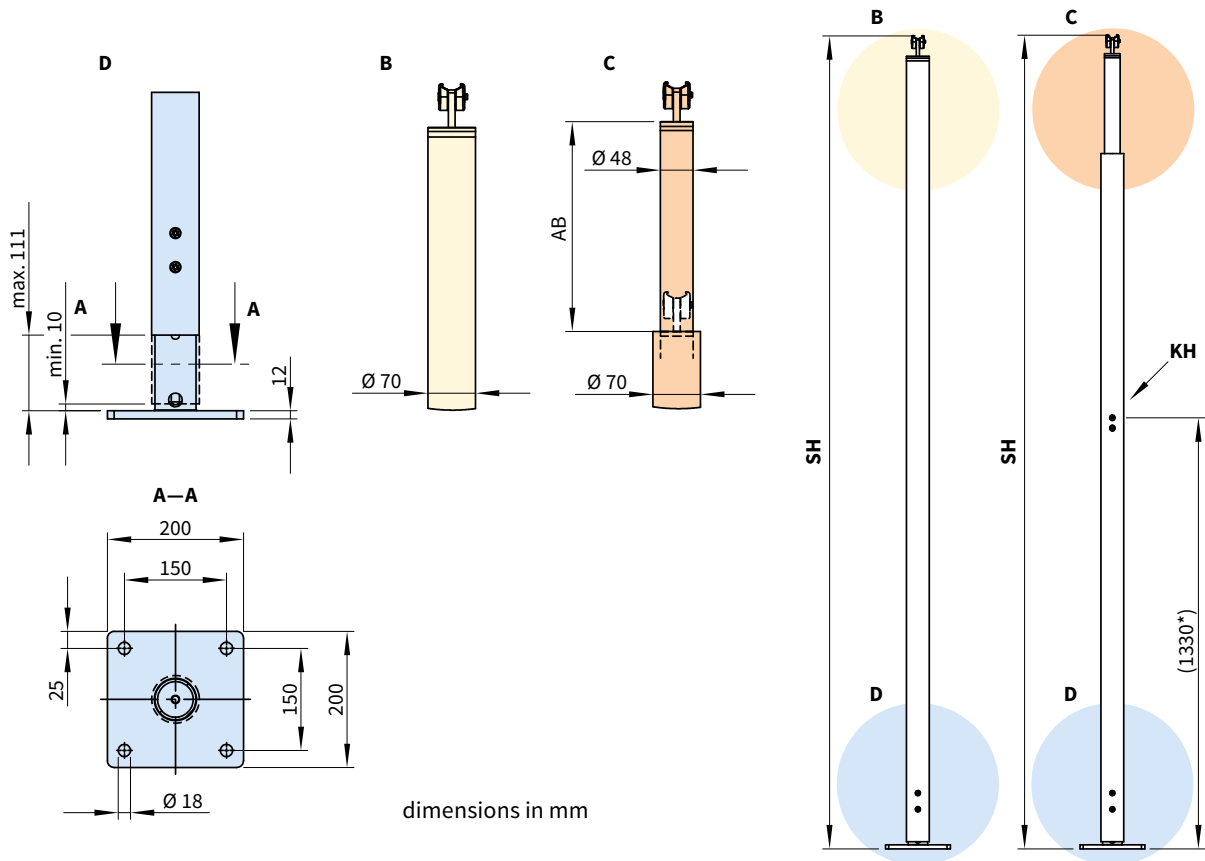 D
max. 111
A
A
min. 10
12
B
Ø 70
C
Ø 48
AB
Ø 70
A—A
200
150
25
150
200
Ø 18
dimensions in mm
B
SH
D
C
SH
KH
(1330*)
D